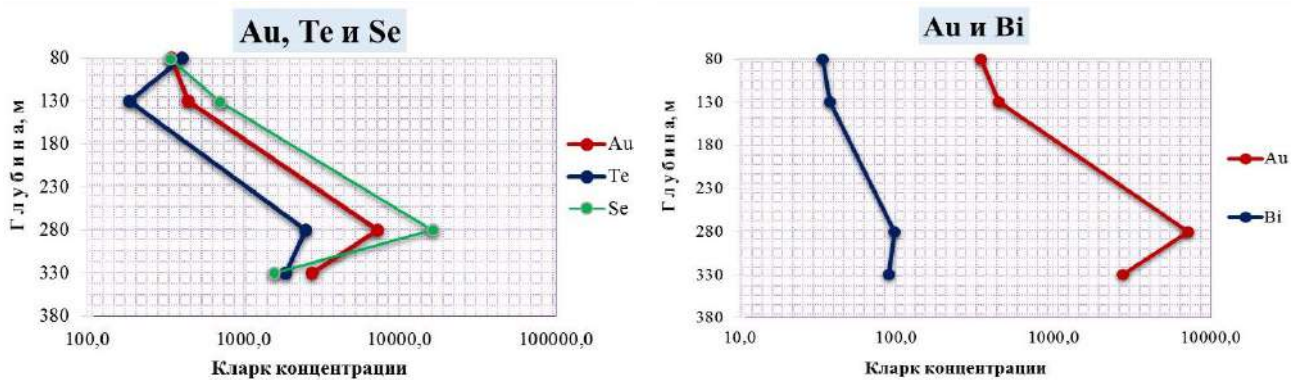 Au, Te и Se
80
130
180
230
280
330
380
Г л у б и н а, м
100,0
1000,0
10000,0
100000,0
Кларк концентрации
Au
Te
Se
Au и Bi
80
130
180
230
280
330
380
Г л у б и н а, м
10,0
100,0
1000,0
10000,0
Кларк концентрации
Au
Bi